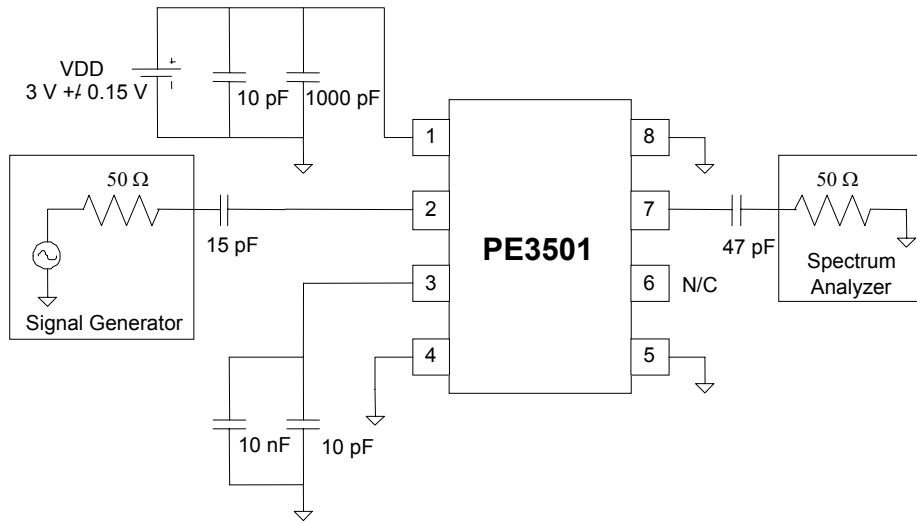 VDD
3 V +/- 0.15 V
+
-
10 pF
1000 pF
1
8
50 Ω
15 pF
2
7
47 pF
50 Ω
Spectrum
Analyzer
PE3501
3
6
N/C
Signal Generator
4
5
10 nF
10 pF